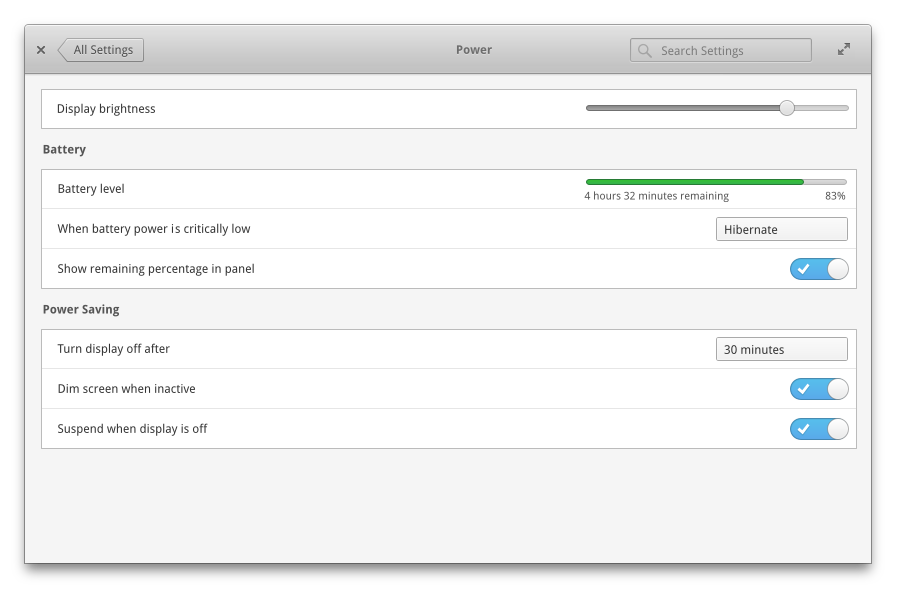 All Settings
Power
Search Settings
Display brightness
Battery
Battery level
4 hours 32 minutes remaining
83%
When battery power is critically low
Hibernate
Show remaining percentage in panel
Power Saving
Turn display off after
30 minutes
Dim screen when inactive
Suspend when display is off